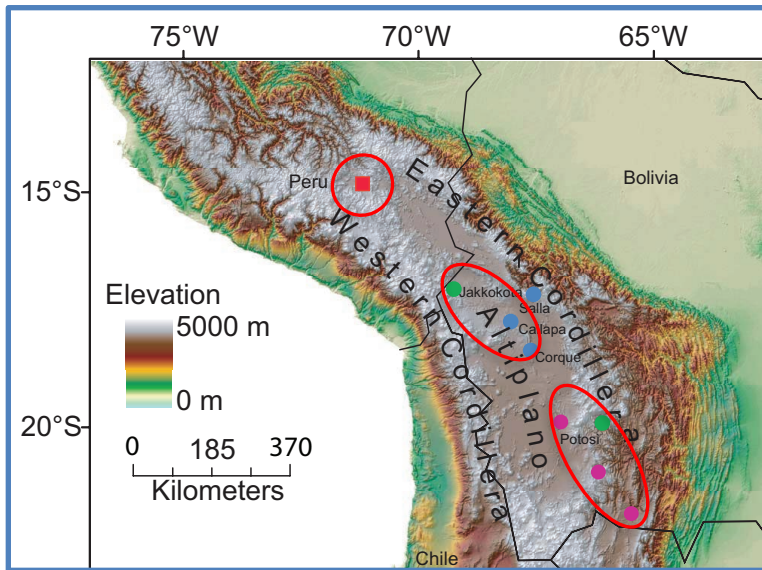 75°W 70°W 65°W
15°S
20°S
Peru
Bolivia
Eastern Cordillera
Western Cordillera
Altiplano
Jakkokota
Salla
Callapa
Corque
Potosi
Chile
Elevation
5000 m
0 m
0 185 370
Kilometers